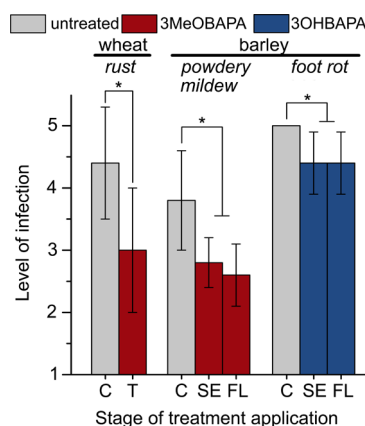 untreated 3MeOBAPA 3OHBAPA
wheat barley
rust powdery mildew foot rot
* * *
Level of infection
5
4
3
2
1
C T C SE FL C SE FL
Stage of treatment application